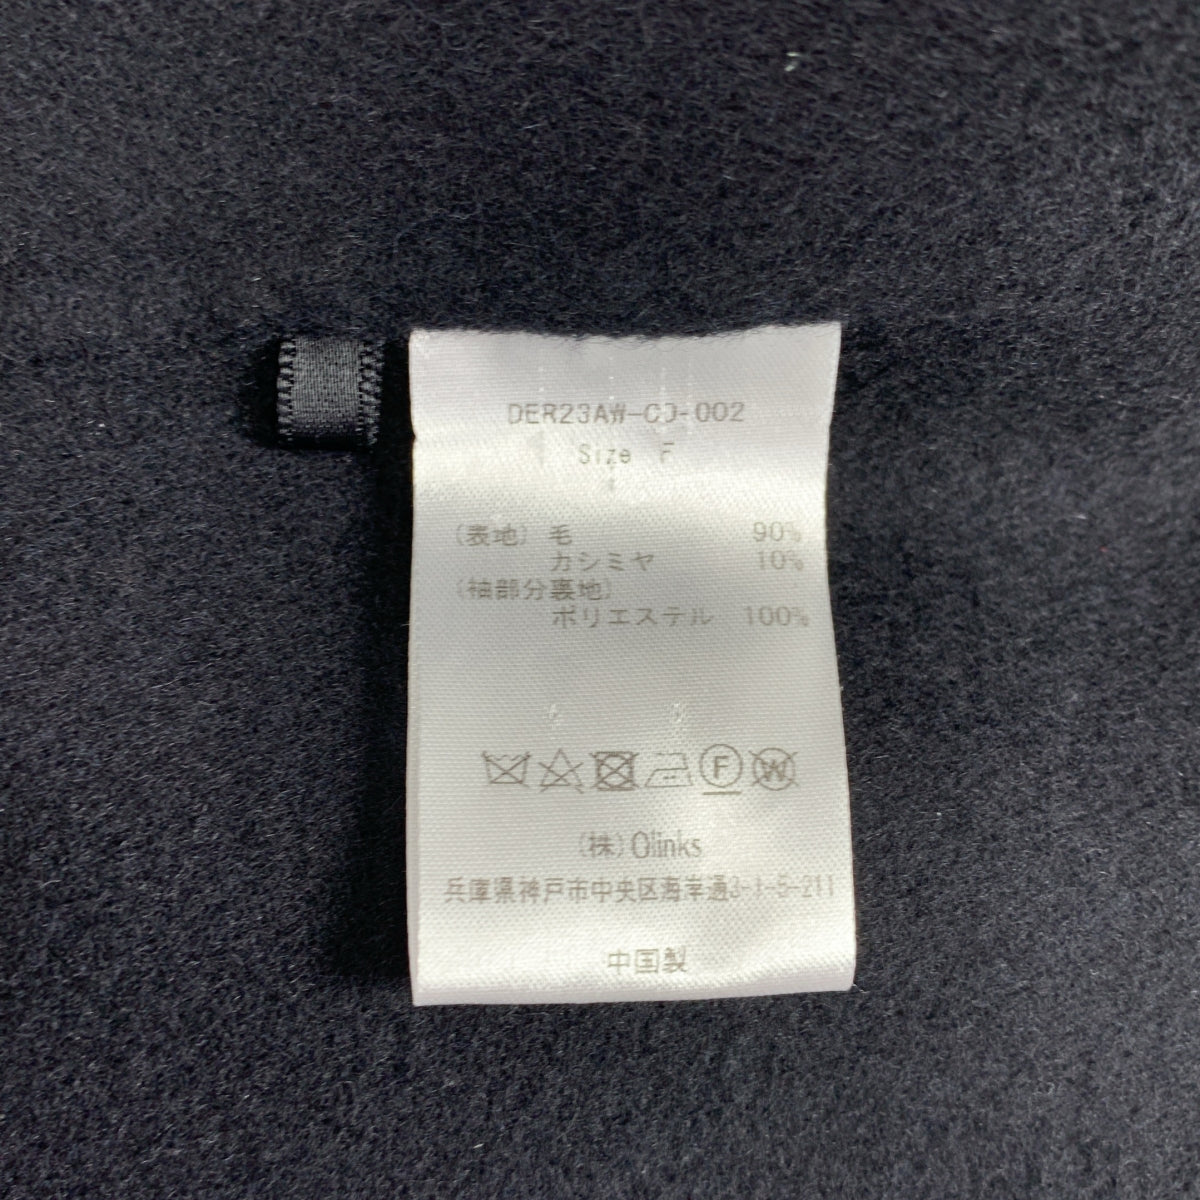 DER23AW-CO-002
Size F
(表地) 毛 90%
カシミヤ 10%
(袖部分裏地)
ポリエステル 100%
F W
(株) Olinks
兵庫県神戸市中央区海岸通3-1-5-211
中国製